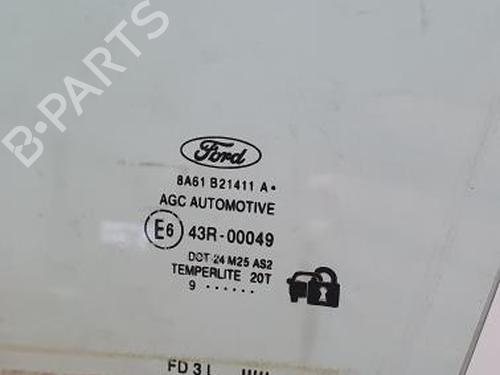 B-PARTS
Ford
8A61 B21411 A•
AGC AUTOMOTIVE
E6 43R-00049
DOT-24 M25 AS2
TEMPERLITE 20T
9 ......
FD 3